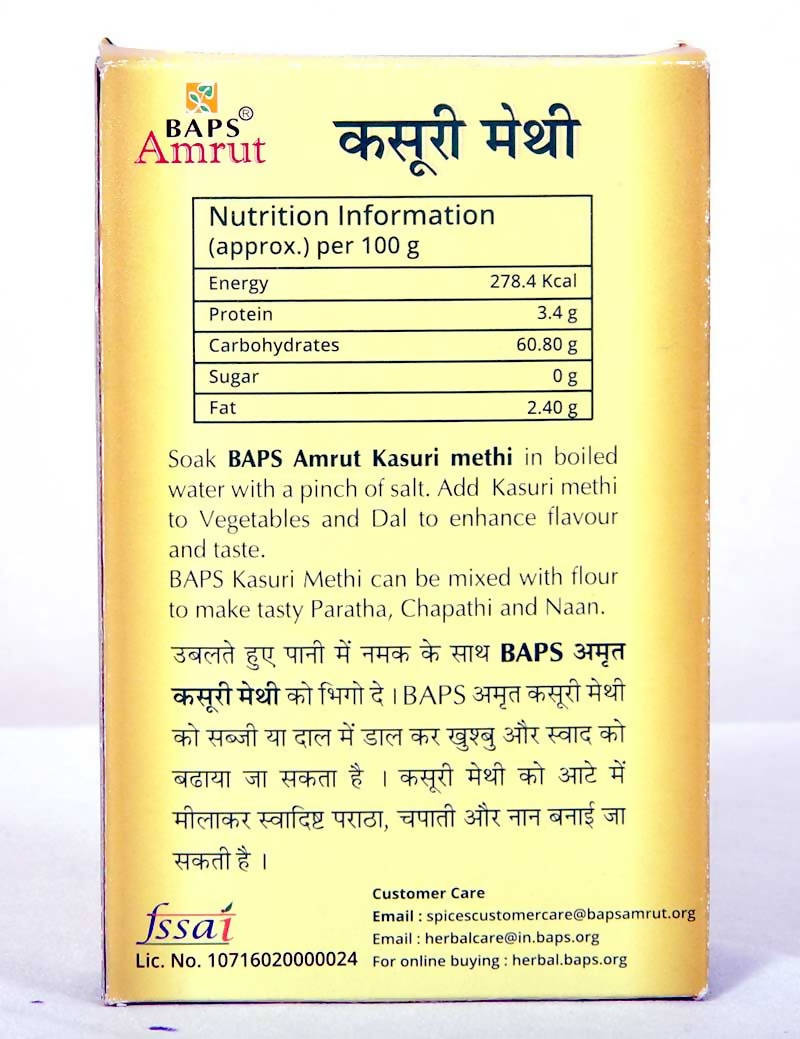 BAPS®
Amrut
कसूरी मेथी
Nutrition Information
(approx.) per 100 g
Energy 278.4 Kcal
Protein 3.4 g
Carbohydrates 60.80 g
Sugar 0 g
Fat 2.40 g
Soak BAPS Amrut Kasuri methi in boiled
water with a pinch of salt. Add Kasuri methi
to Vegetables and Dal to enhance flavour
and taste.
BAPS Kasuri Methi can be mixed with flour
to make tasty Paratha, Chapathi and Naan.
उबलते हुए पानी में नमक के साथ BAPS अमृत
कसूरी मेथी को भिगो दे । BAPS अमृत कसूरी मेथी
को सब्जी या दाल में डाल कर खुश्बु और स्वाद को
बढाया जा सकता है । कसूरी मेथी को आटे में
मीलाकर स्वादिष्ट पराठा, चपाती और नान बनाई जा
सकती है ।
fssai
Lic. No. 10716020000024
Customer Care
Email : spicescustomercare@bapsamrut.org
Email : herbalcare@in.baps.org
For online buying : herbal.baps.org